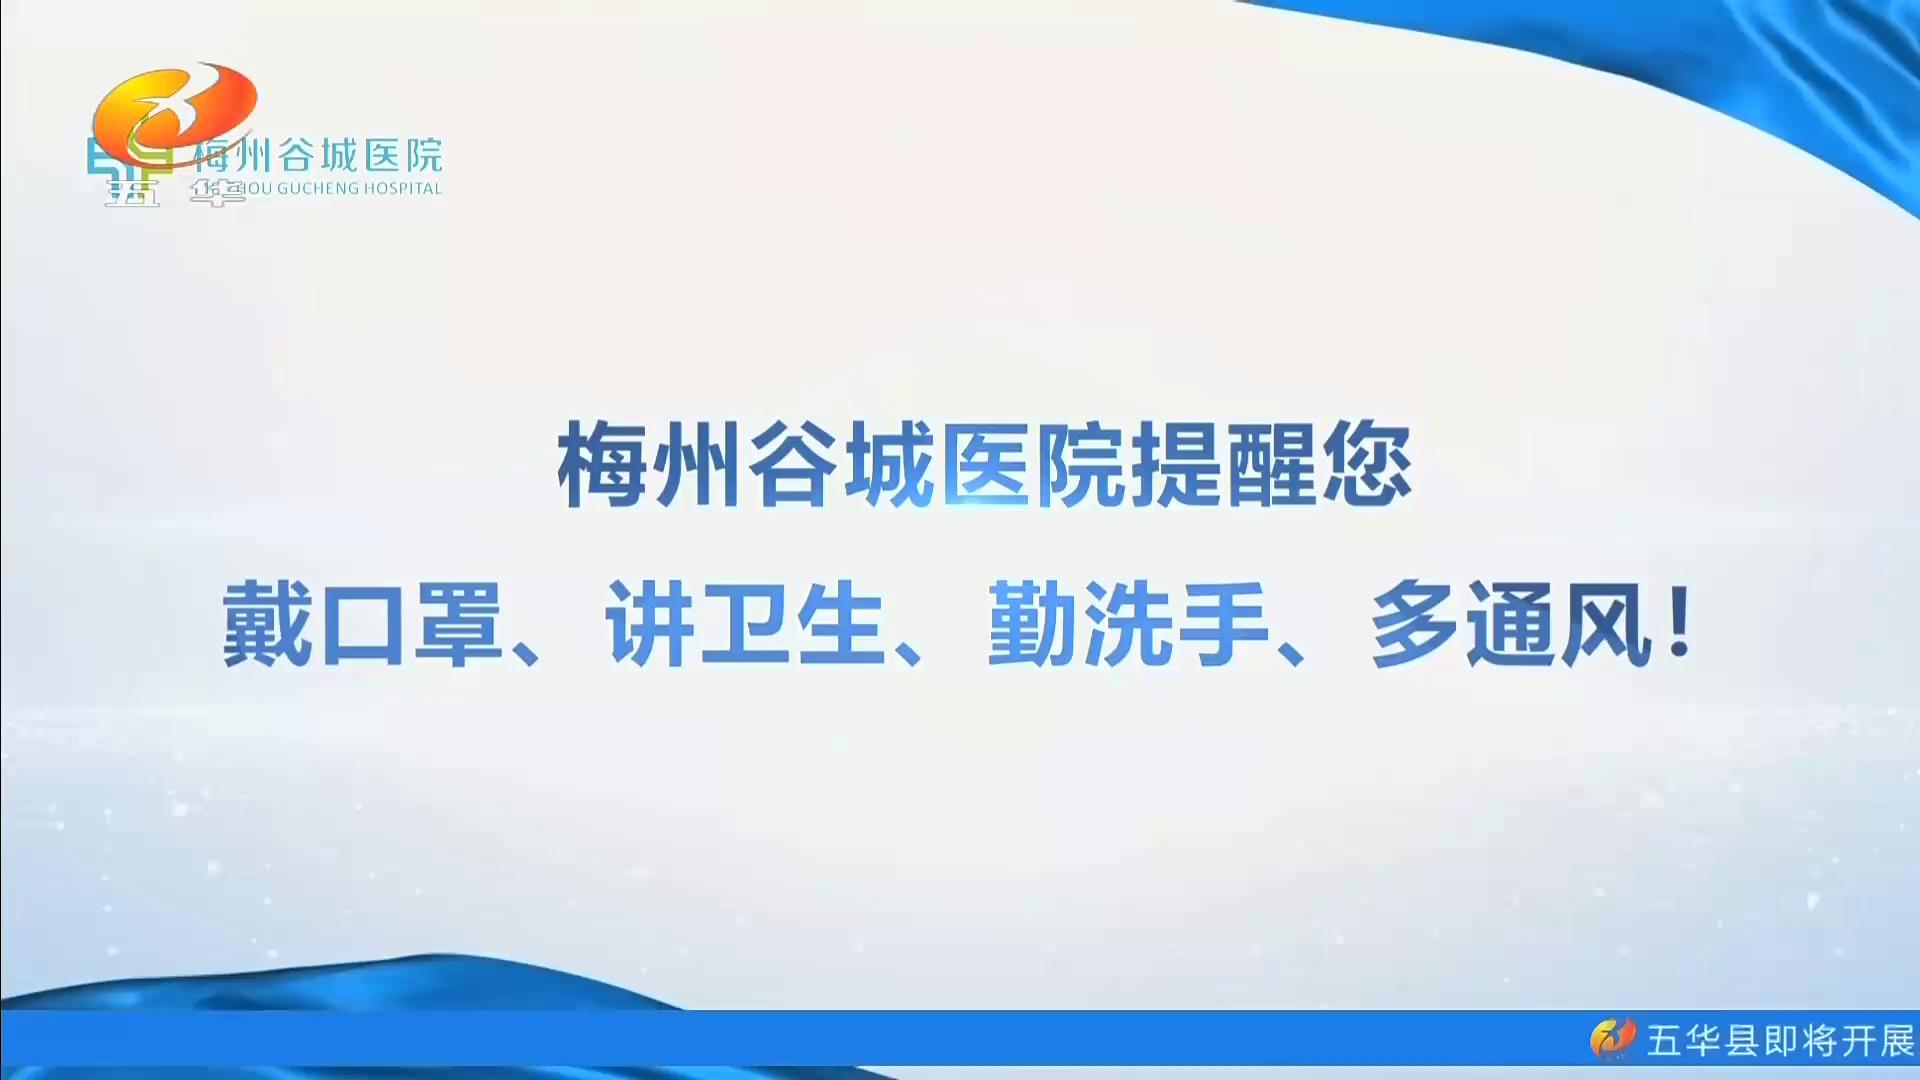 梅州谷城医院
HOU GUCHENG HOSPITAL
五华
梅州谷城医院提醒您
戴口罩、讲卫生、勤洗手、多通风！
五华县即将开展